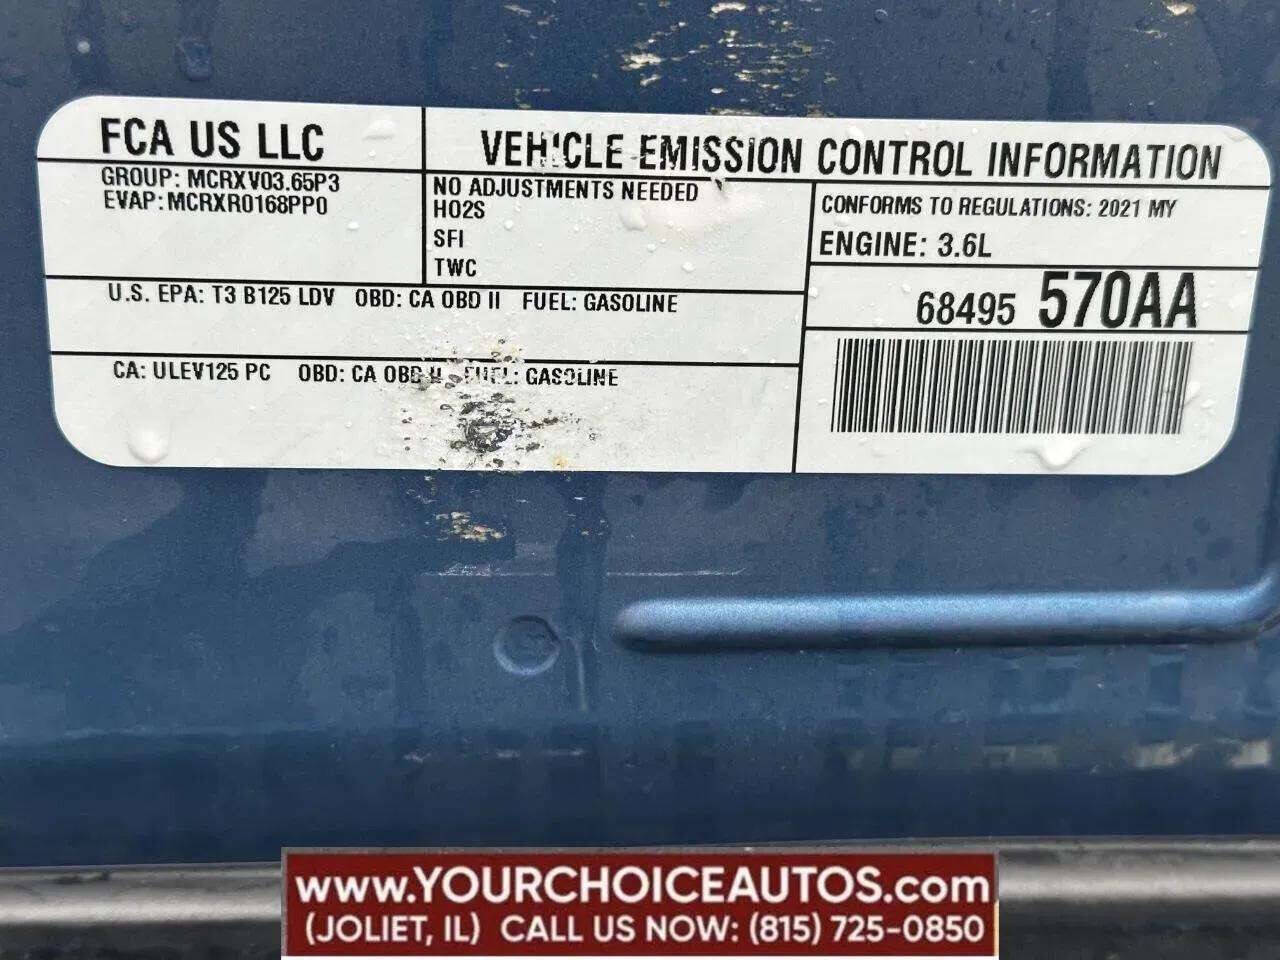 FCA US LLC
VEHICLE EMISSION CONTROL INFORMATION
GROUP: MCRXV03.65P3
EVAP: MCRXR0168PP0
NO ADJUSTMENTS NEEDED
HO2S
SFI
TWC
CONFORMS TO REGULATIONS: 2021 MY
ENGINE: 3.6L
68495 570AA
U.S. EPA: T3 B125 LDV OBD: CA OBD II FUEL: GASOLINE
CA: ULEV125 PC OBD: CA OBD II FUEL: GASOLINE
www.YOURCHOICEAUTOS.com
(JOLIET, IL) CALL US NOW: (815) 725-0850